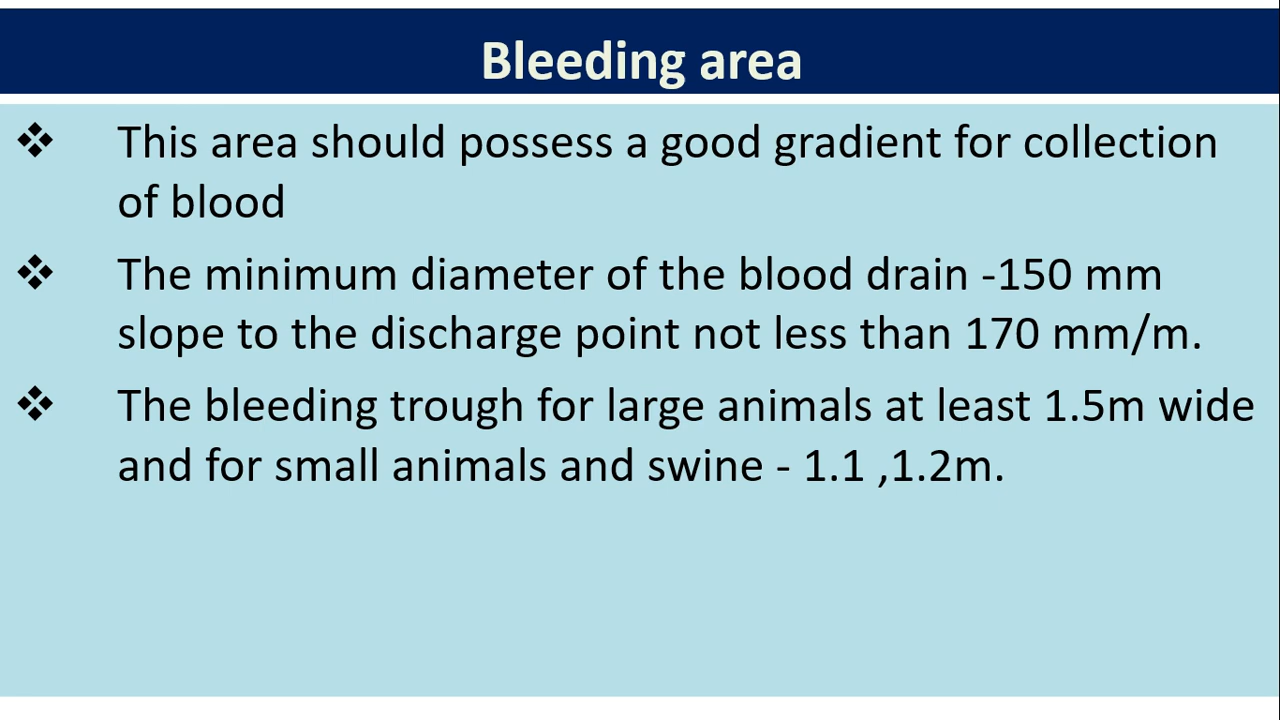 Bleeding area
❖ This area should possess a good gradient for collection
of blood
❖ The minimum diameter of the blood drain -150 mm
slope to the discharge point not less than 170 mm/m.
❖ The bleeding trough for large animals at least 1.5m wide
and for small animals and swine - 1.1 ,1.2m.